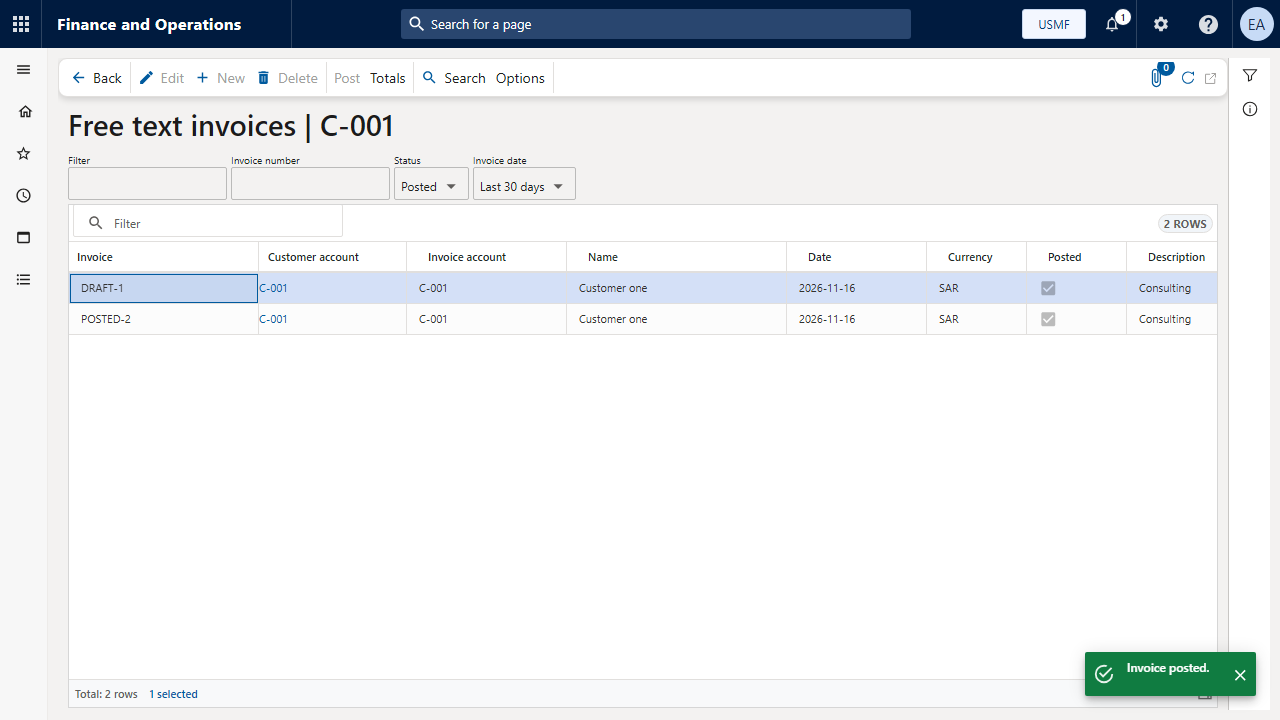 Finance and Operations
Search for a page
USMF
1
EA
Back
Edit
New
Delete
Post
Totals
Search
Options
0
Free text invoices | C-001
Filter
Invoice number
Status
Invoice date
Posted
Last 30 days
Filter
2 ROWS
Invoice
Customer account
Invoice account
Name
Date
Currency
Posted
Description
DRAFT-1
C-001
C-001
Customer one
2026-11-16
SAR
Consulting
POSTED-2
C-001
C-001
Customer one
2026-11-16
SAR
Consulting
Total: 2 rows
1 selected
Invoice posted.